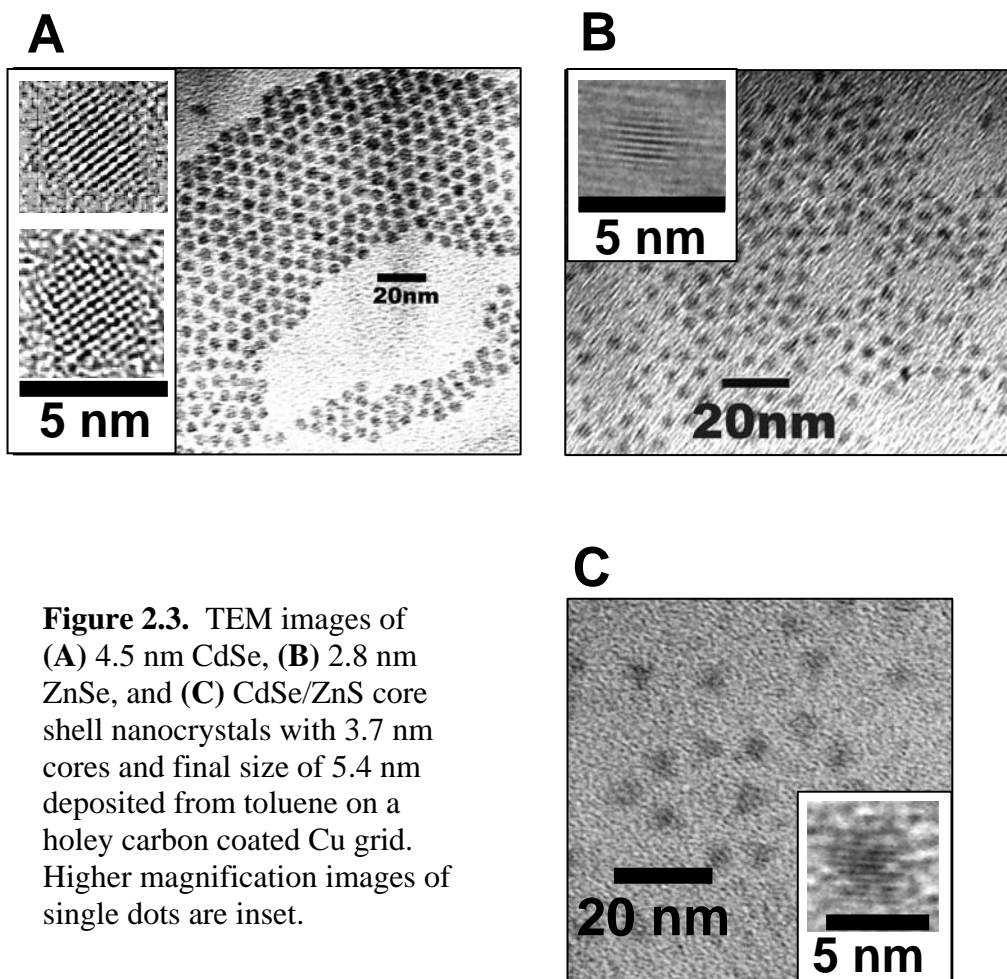 A
5 nm
20nm
B
5 nm
20nm
Figure 2.3. TEM images of
(A) 4.5 nm CdSe, (B) 2.8 nm
ZnSe, and (C) CdSe/ZnS core
shell nanocrystals with 3.7 nm
cores and final size of 5.4 nm
deposited from toluene on a
holey carbon coated Cu grid.
Higher magnification images of
single dots are inset.
C
20 nm
5 nm